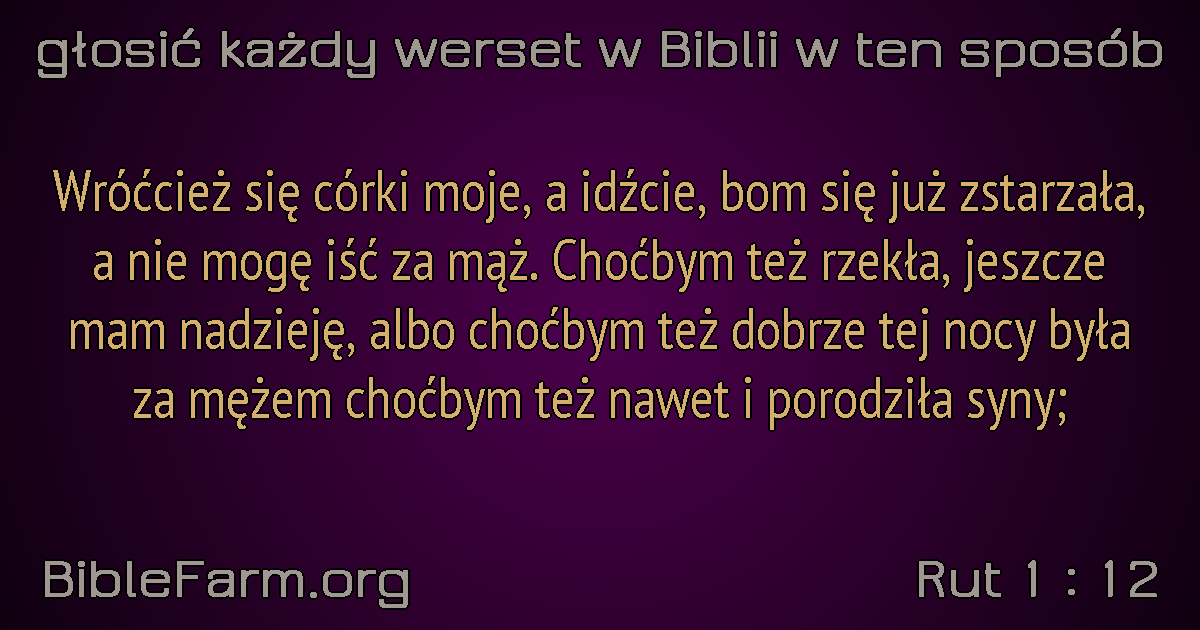 głosić każdy werset w Biblii w ten sposób
Wróćcież się córki moje, a idźcie, bom się już zstarzała,
a nie mogę iść za mąż. Choćbym też rzekła, jeszcze
mam nadzieję, albo choćbym też dobrze tej nocy była
za mężem choćbym też nawet i porodziła syny;
BibleFarm.org
Rut 1 : 12